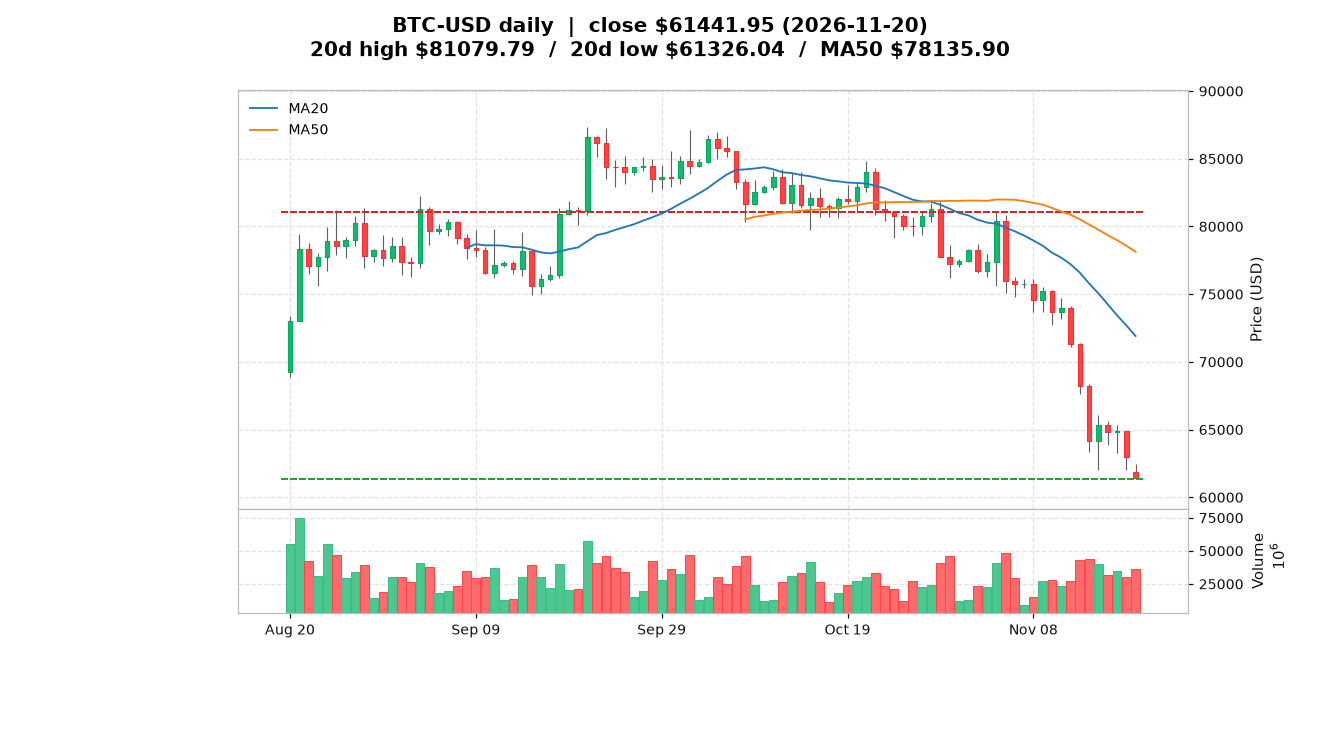 BTC-USD daily | close $61441.95 (2026-11-20)
20d high $81079.79 / 20d low $61326.04 / MA50 $78135.90
MA20
MA50
90000
85000
80000
75000
70000
65000
60000
Price (USD)
75000
50000
25000
Volume
10^6
Aug 20
Sep 09
Sep 29
Oct 19
Nov 08